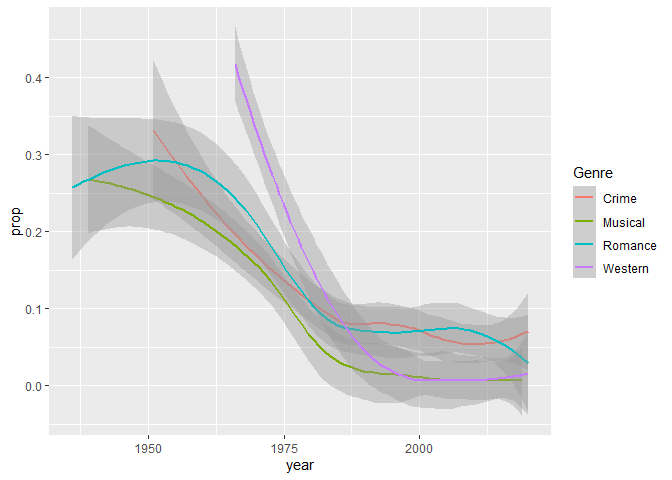 0.4
0.3
0.2
0.1
0.0
prop
1950
1975
2000
year
Genre
Crime
Musical
Romance
Western